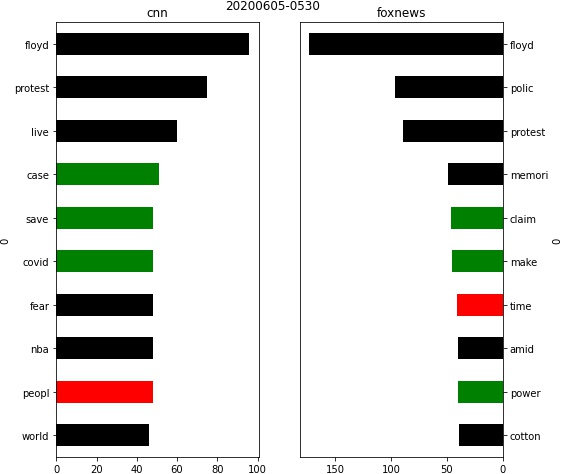 20200605-0530
cnn
foxnews
floyd
protest
live
case
save
covid
fear
nba
peopl
world
0
0 20 40 60 80 100
floyd
polic
protest
memori
claim
make
time
amid
power
cotton
0
150 100 50 0